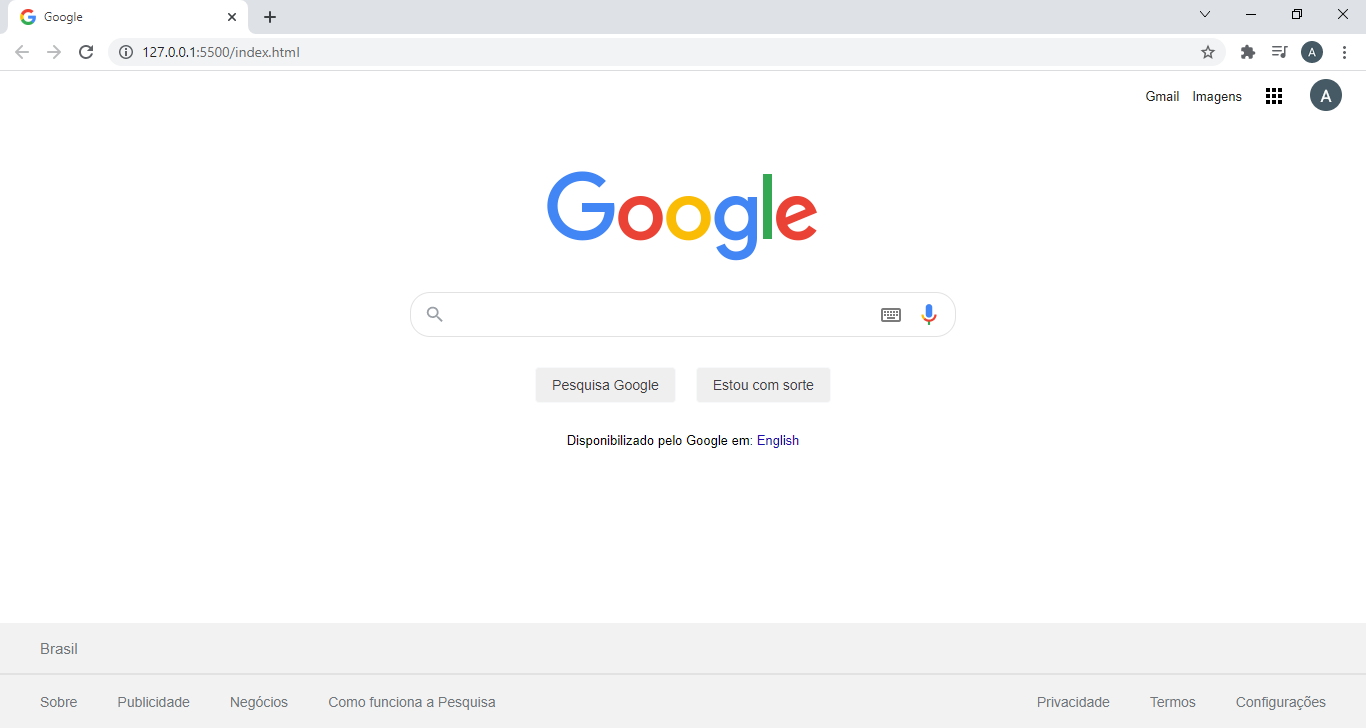 Google
127.0.0.1:5500/index.html
A
Gmail Imagens A
Google
Pesquisa Google Estou com sorte
Disponibilizado pelo Google em: English
Brasil
Sobre Publicidade Negócios Como funciona a Pesquisa Privacidade Termos Configurações